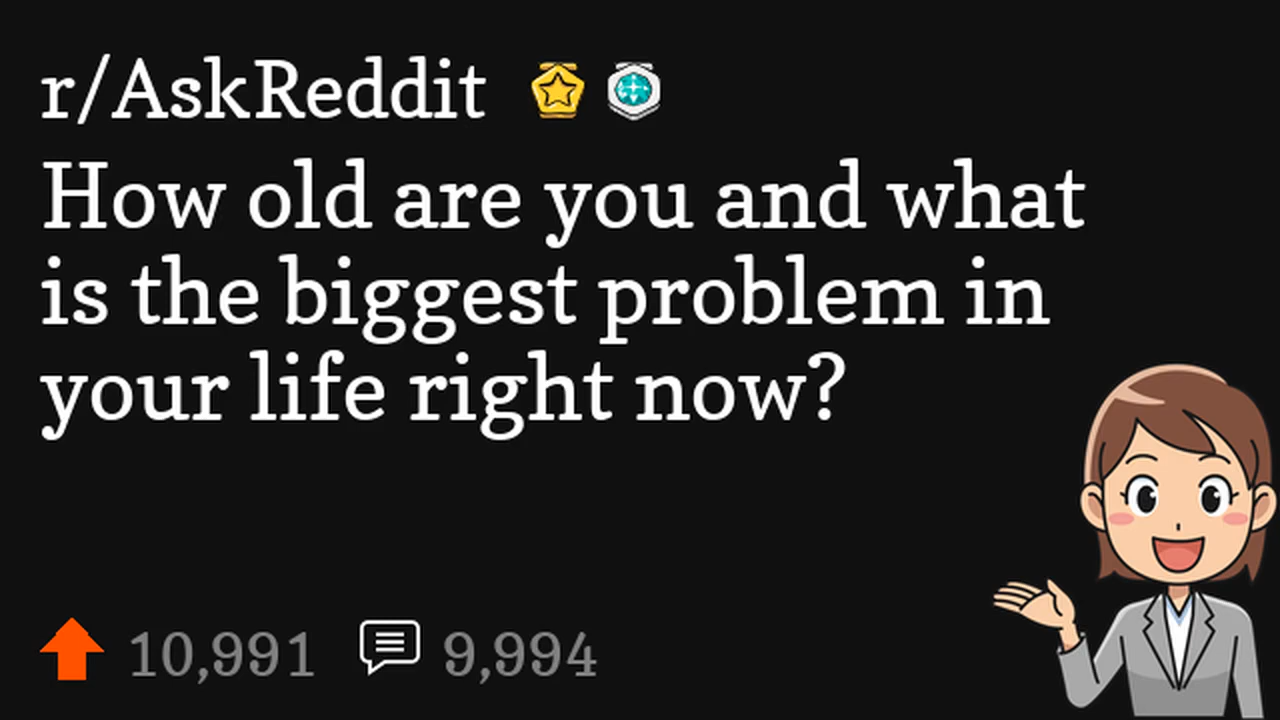 r/AskReddit
How old are you and what
is the biggest problem in
your life right now?
10,991 9,994